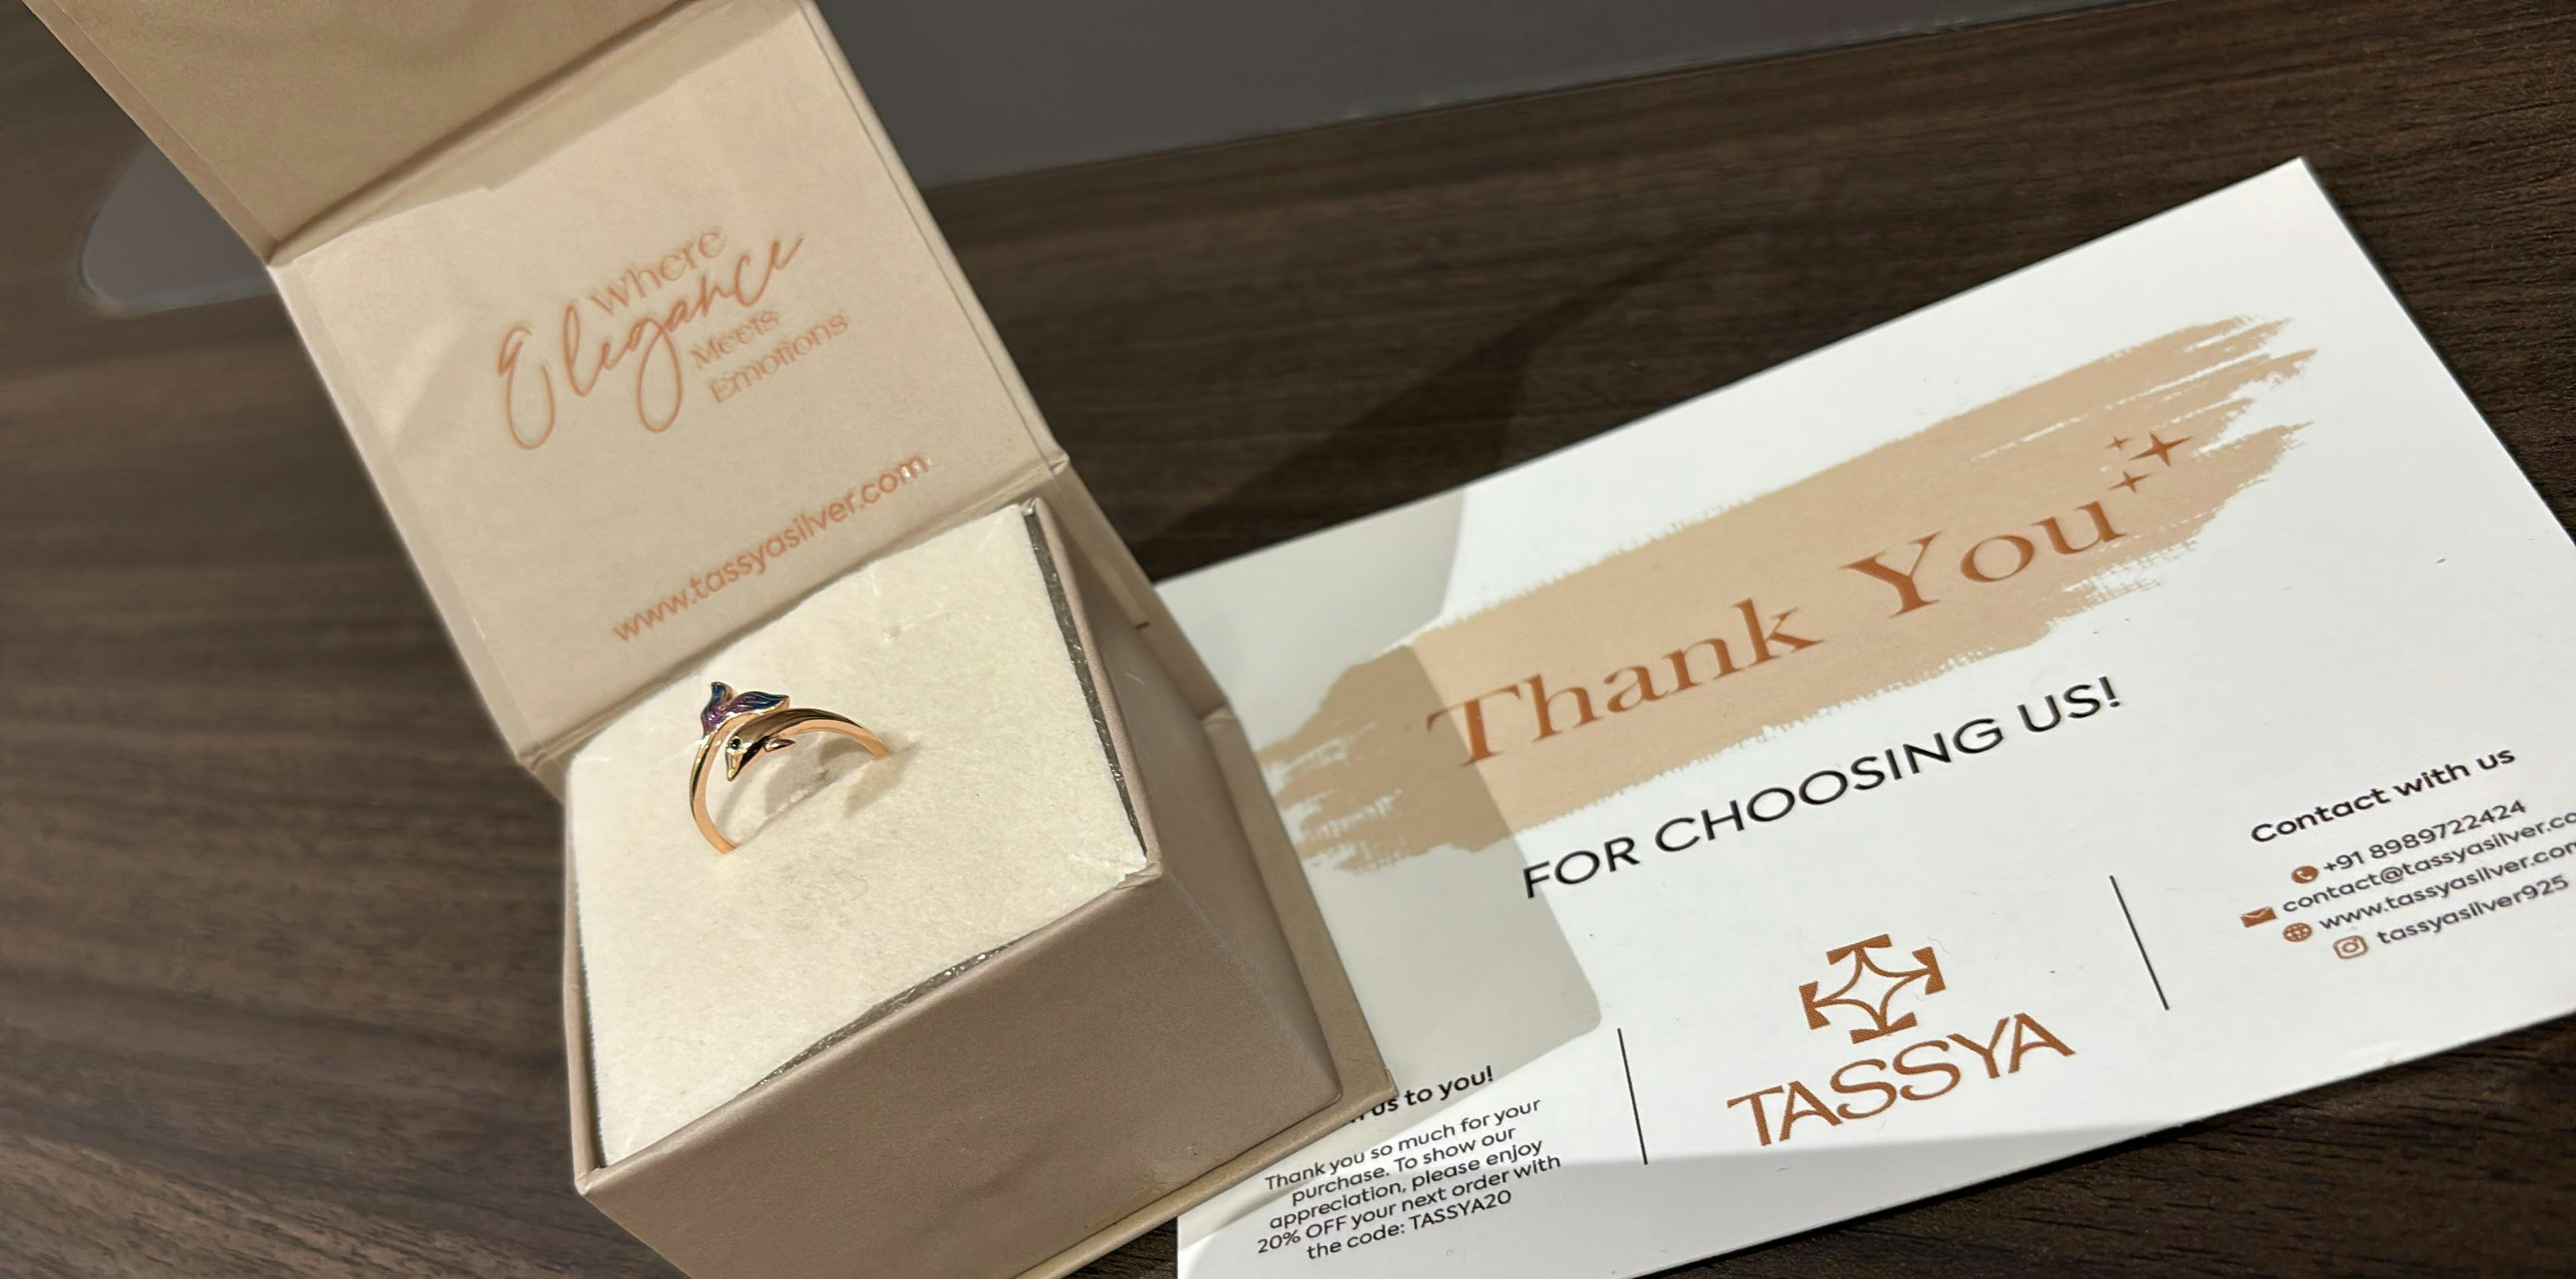 where
Elegance
Meets
Emotions
www.tassyasilver.com
Thank You
FOR CHOOSING US!
us to you!
Thank you so much for your
purchase. To show our
appreciation, please enjoy
20% OFF your next order with
the code: TASSYA20
TASSYA
Contact with us
+91 8989722424
contact@tassyasilver.co
www.tassyasilver.com
tassyasilver925